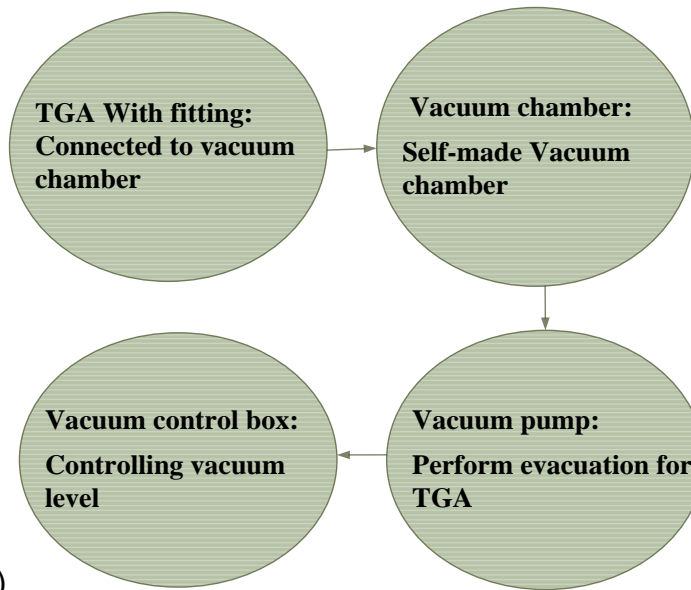 TGA With fitting:
Connected to vacuum
chamber
Vacuum chamber:
Self-made Vacuum
chamber
Vacuum control box:
Controlling vacuum
level
Vacuum pump:
Perform evacuation for
TGA
)